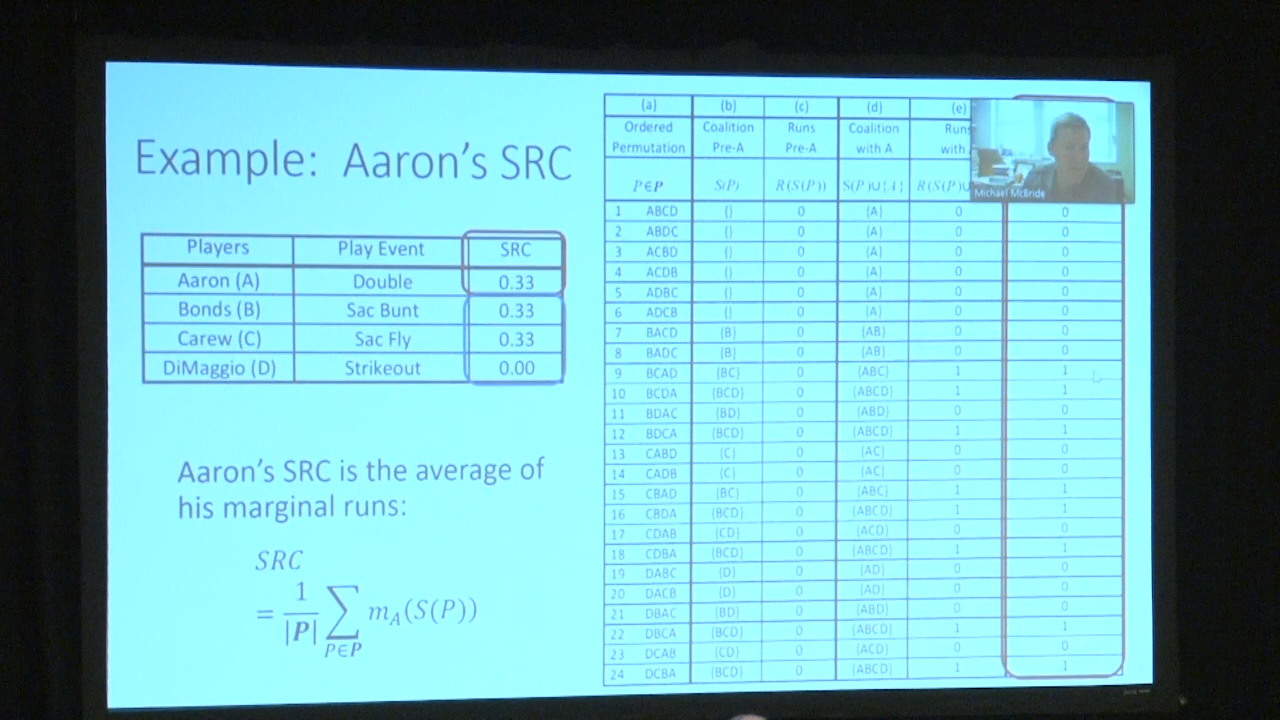 Example: Aaron's SRC
Players Play Event SRC
Aaron (A) Double 0.33
Bonds (B) Sac Bunt 0.33
Carew (C) Sac Fly 0.33
DiMaggio (D) Strikeout 0.00
Aaron's SRC is the average of
his marginal runs:
SRC
= 1/|P| ∑ P∈P m_A(S(P))
(a) (b) (c) (d) (e)
Ordered Coalition Runs Coalition Runs
Permutation Pre-A Pre-A with A with
P∈P S(P) R(S(P)) S(P)∪{A} R(S(P)∪
Michael McBride
1 ABCD {} 0 {A} 0 0
2 ABDC {} 0 {A} 0 0
3 ACBD {} 0 {A} 0 0
4 ACDB {} 0 {A} 0 0
5 ADBC {} 0 {A} 0 0
6 ADCB {} 0 {A} 0 0
7 BACD {B} 0 {AB} 0 0
8 BADC {B} 0 {AB} 0 0
9 BCAD {BC} 0 {ABC} 1 1
10 BCDA {BCD} 0 {ABCD} 1 1
11 BDAC {BD} 0 {ABD} 0 0
12 BDCA {BCD} 0 {ABCD} 1 1
13 CABD {C} 0 {AC} 0 0
14 CADB {C} 0 {AC} 0 0
15 CBAD {BC} 0 {ABC} 1 1
16 CBDA {BCD} 0 {ABCD} 1 1
17 CDAB {CD} 0 {ACD} 0 0
18 CDBA {BCD} 0 {ABCD} 1 1
19 DABC {D} 0 {AD} 0 0
20 DACB {D} 0 {AD} 0 0
21 DBAC {BD} 0 {ABD} 0 0
22 DBCA {BCD} 0 {ABCD} 1 1
23 DCAB {CD} 0 {ACD} 0 0
24 DCBA {BCD} 0 {ABCD} 1 1